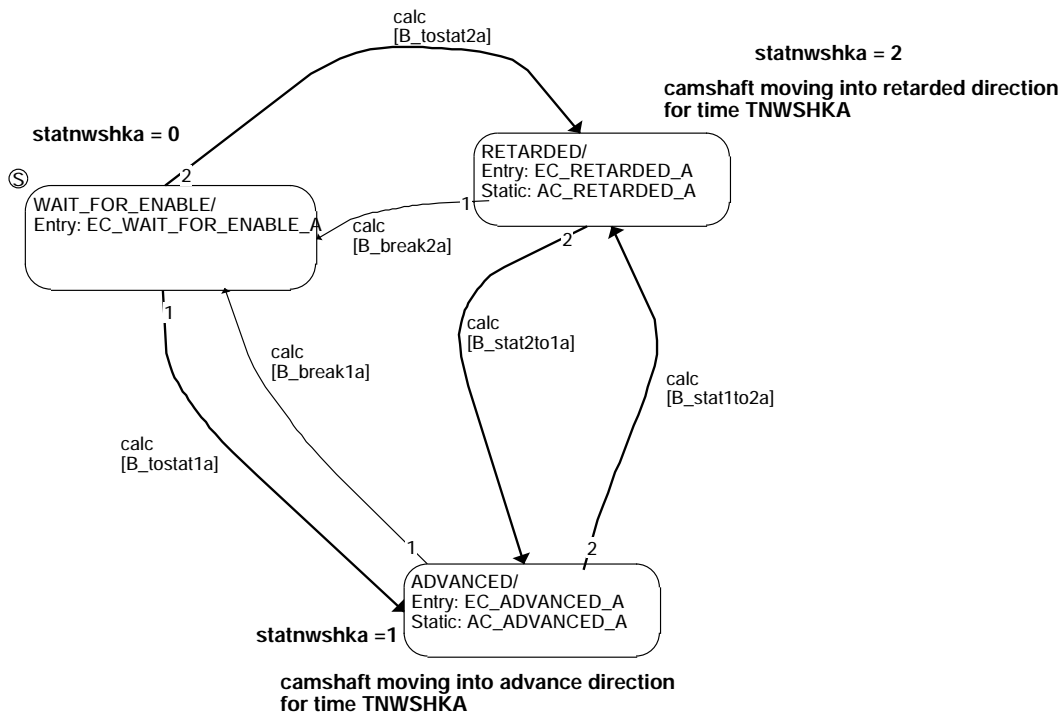 calc
[B_tostat2a]
statnwshka = 2
camshaft moving into retarded direction
for time TNWSHKA
statnwshka = 0
S
2
RETARDED/
Entry: EC_RETARDED_A
Static: AC_RETARDED_A
WAIT_FOR_ENABLE/
Entry: EC_WAIT_FOR_ENABLE_A
1
calc
[B_break2a]
2
1
calc
[B_stat2to1a]
calc
[B_break1a]
calc
[B_stat1to2a]
calc
[B_tostat1a]
1
2
ADVANCED/
Entry: EC_ADVANCED_A
Static: AC_ADVANCED_A
statnwshka =1
camshaft moving into advance direction
for time TNWSHKA